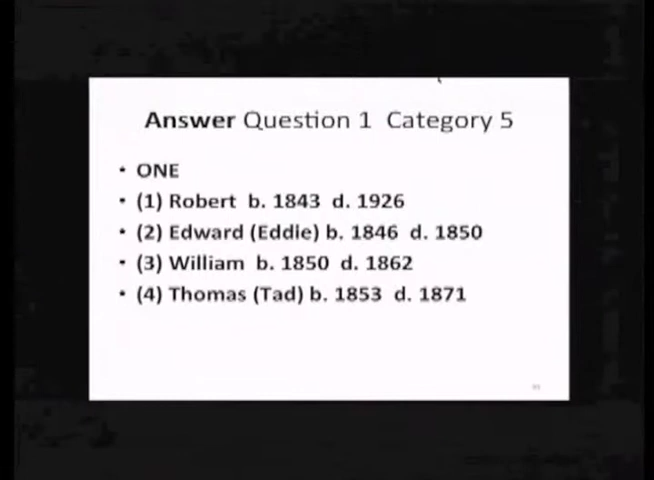 Answer Question 1 Category 5
• ONE
• (1) Robert b. 1843 d. 1926
• (2) Edward (Eddie) b. 1846 d. 1850
• (3) William b. 1850 d. 1862
• (4) Thomas (Tad) b. 1853 d. 1871